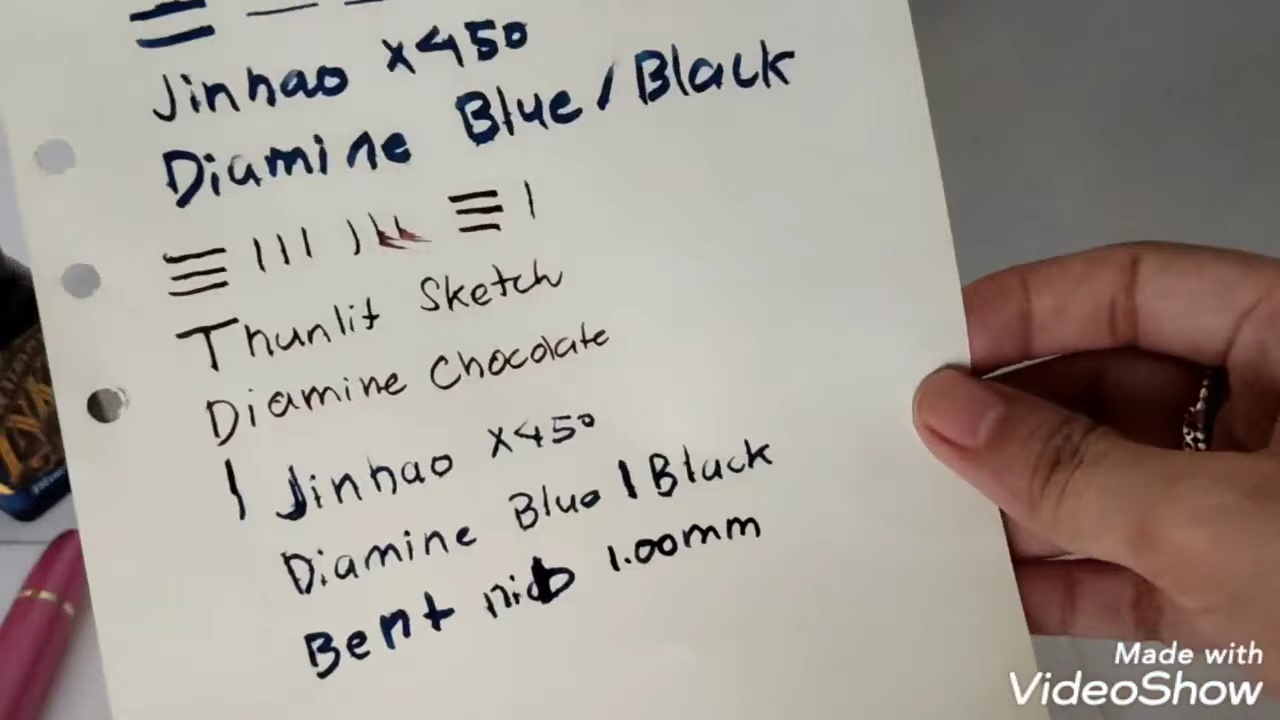 Jinhao x450
Diamine Blue/Black
Thunlit Sketch
Diamine Chocolate
Jinhao x450
Diamine Blue/Black
Bent nib 1.00mm
Made with
VideoShow